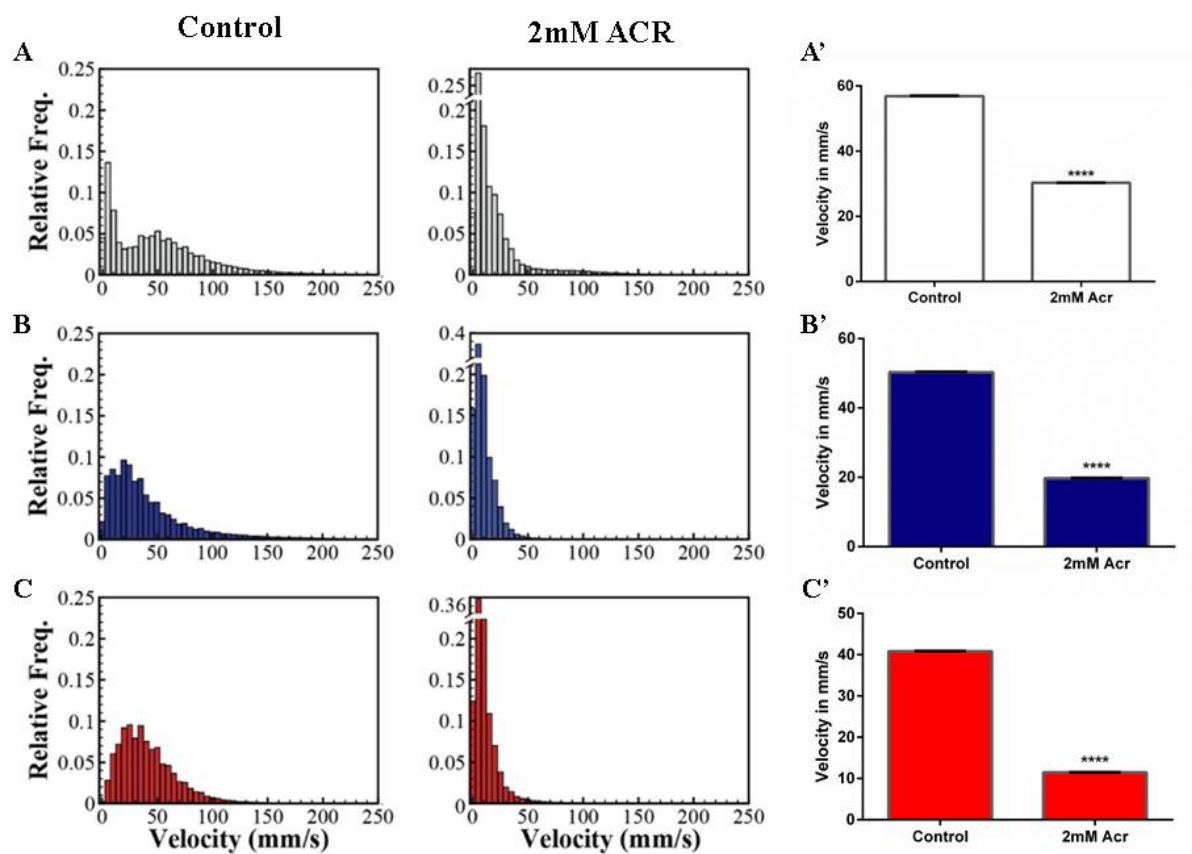 Control
2mM ACR
A
0.25
0.2
0.15
0.1
0.05
0
0 50 100 150 200 250
Relative Freq.
0.25
0.2
0.15
0.1
0.05
0
0 50 100 150 200 250
A’
60
40
20
0
Velocity in mm/s
****
Control
2mM Acr
B
0.25
0.2
0.15
0.1
0.05
0
0 50 100 150 200 250
Relative Freq.
0.4
0.2
0.15
0.1
0.05
0
0 50 100 150 200 250
B’
60
40
20
0
Velocity in mm/s
****
Control
2mM Acr
C
0.25
0.2
0.15
0.1
0.05
0
0 50 100 150 200 250
Relative Freq.
Velocity (mm/s)
0.36
0.2
0.15
0.1
0.05
0
0 50 100 150 200 250
Velocity (mm/s)
C’
50
40
30
20
10
0
Velocity in mm/s
****
Control
2mM Acr